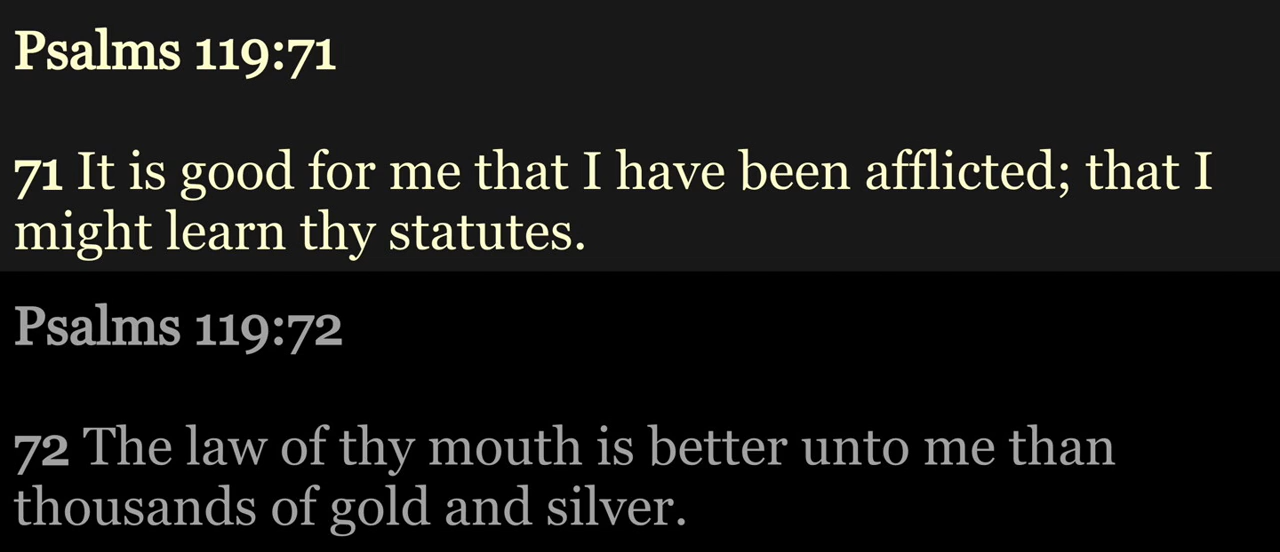 Psalms 119:71
71 It is good for me that I have been afflicted; that I
might learn thy statutes.
Psalms 119:72
72 The law of thy mouth is better unto me than
thousands of gold and silver.